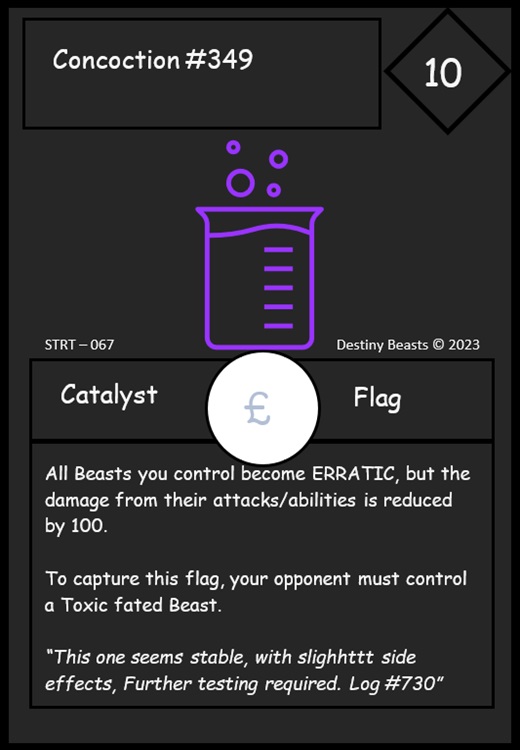 Concoction #349
10
STRT – 067
Destiny Beasts © 2023
Catalyst
£
Flag
All Beasts you control become ERRATIC, but the
damage from their attacks/abilities is reduced
by 100.
To capture this flag, your opponent must control
a Toxic fated Beast.
“This one seems stable, with slighhttt side
effects, Further testing required. Log #730”